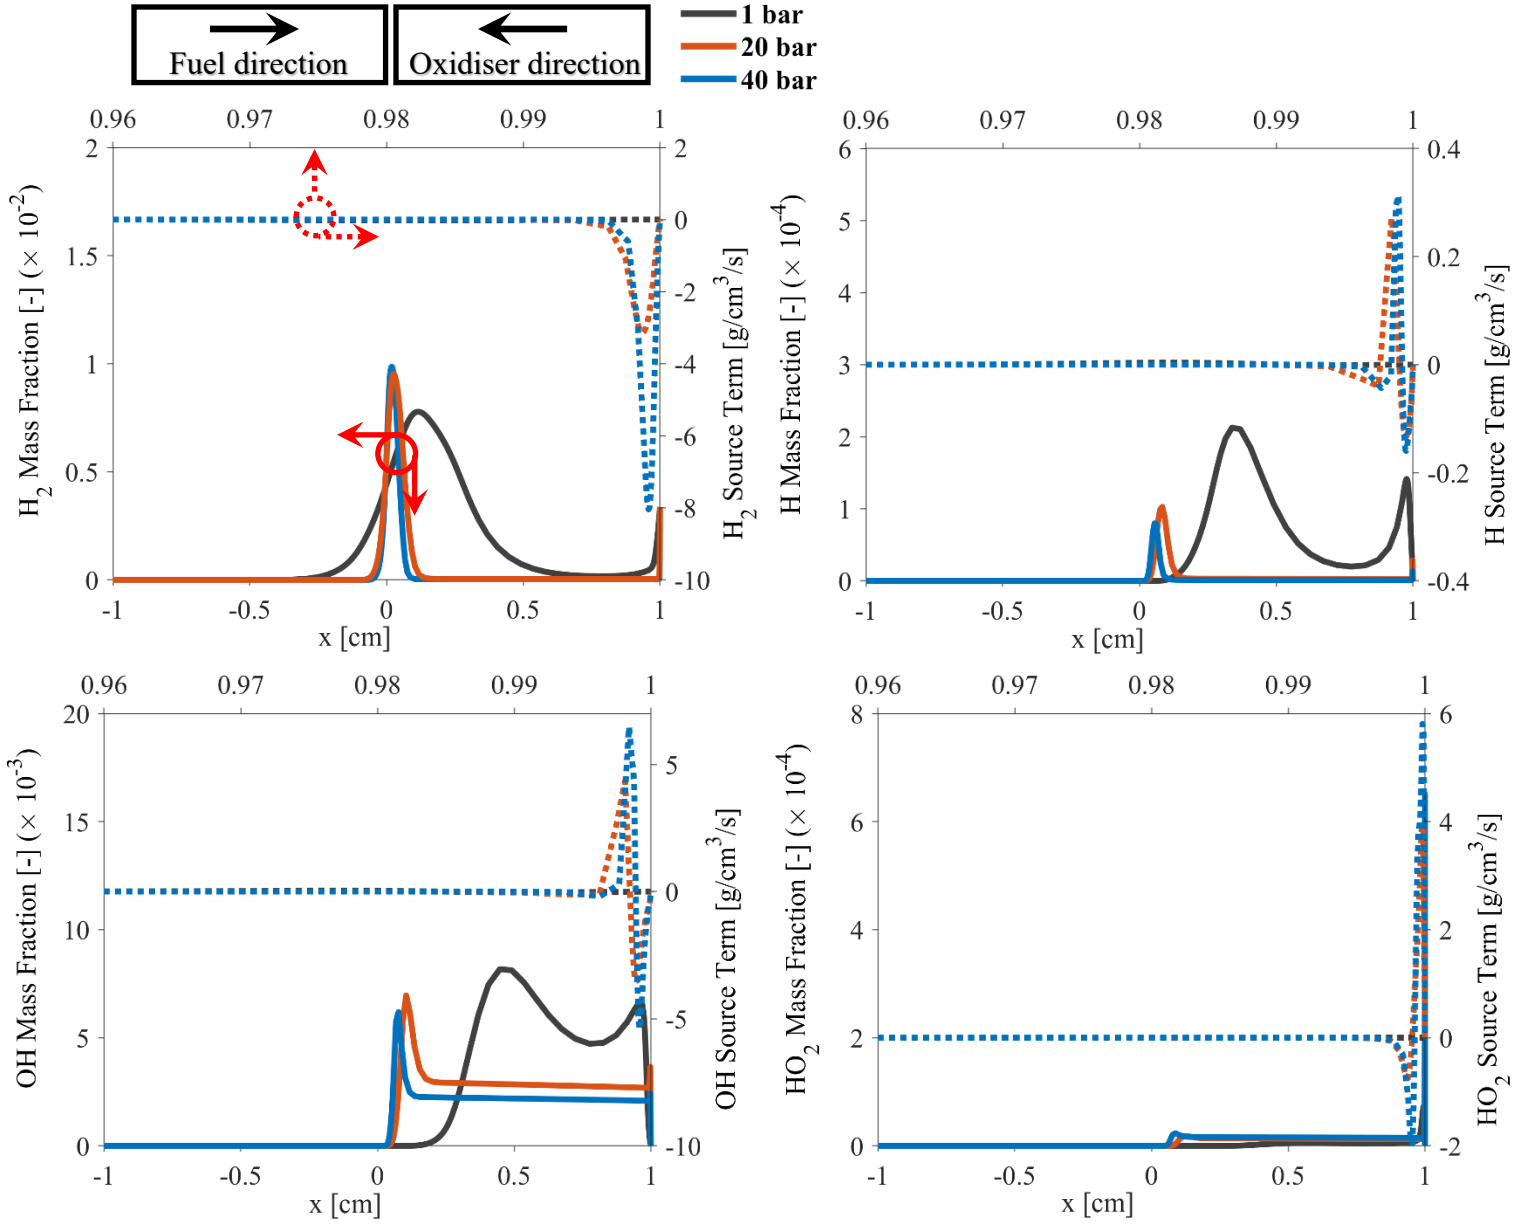 Fuel direction
Oxidiser direction
1 bar
20 bar
40 bar
0.96 0.97 0.98 0.99 1
2 1.5 1 0.5 0
H2 Mass Fraction [-] (× 10-2)
2 0 -2 -4 -6 -8 -10
H2 Source Term [g/cm3/s]
-1 -0.5 0 0.5 1
x [cm]
0.96 0.97 0.98 0.99 1
6 5 4 3 2 1 0
H Mass Fraction [-] (× 10-4)
0.4 0.2 0 -0.2 -0.4
H Source Term [g/cm3/s]
-1 -0.5 0 0.5 1
x [cm]
0.96 0.97 0.98 0.99 1
20 15 10 5 0
OH Mass Fraction [-] (× 10-3)
5 0 -5 -10
OH Source Term [g/cm3/s]
-1 -0.5 0 0.5 1
x [cm]
0.96 0.97 0.98 0.99 1
8 6 4 2 0
HO2 Mass Fraction [-] (× 10-4)
6 4 2 0 -2
HO2 Source Term [g/cm3/s]
-1 -0.5 0 0.5 1
x [cm]